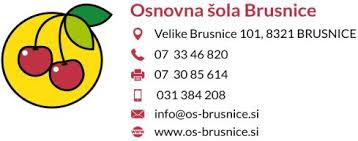 Osnovna šola Brusnice
Velike Brusnice 101, 8321 BRUSNICE
07 33 46 820
07 30 85 614
031 384 208
info@os-brusnice.si
www.os-brusnice.si